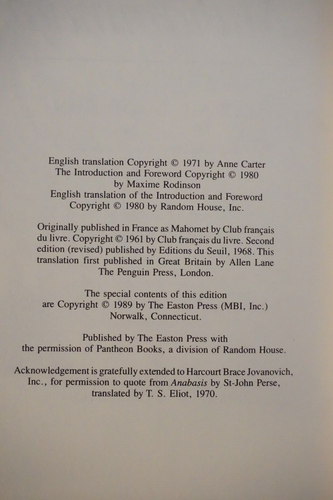 English translation Copyright © 1971 by Anne Carter
The Introduction and Foreword Copyright © 1980
by Maxime Rodinson
English translation of the Introduction and Foreword
Copyright © 1980 by Random House, Inc.
Originally published in France as Mahomet by Club français
du livre. Copyright © 1961 by Club français du livre. Second
edition (revised) published by Editions du Seuil, 1968. This
translation first published in Great Britain by Allen Lane
The Penguin Press, London.
The special contents of this edition
are Copyright © 1989 by The Easton Press (MBI, Inc.)
Norwalk, Connecticut.
Published by The Easton Press with
the permission of Pantheon Books, a division of Random House.
Acknowledgement is gratefully extended to Harcourt Brace Jovanovich,
Inc., for permission to quote from Anabasis by St-John Perse,
translated by T. S. Eliot, 1970.